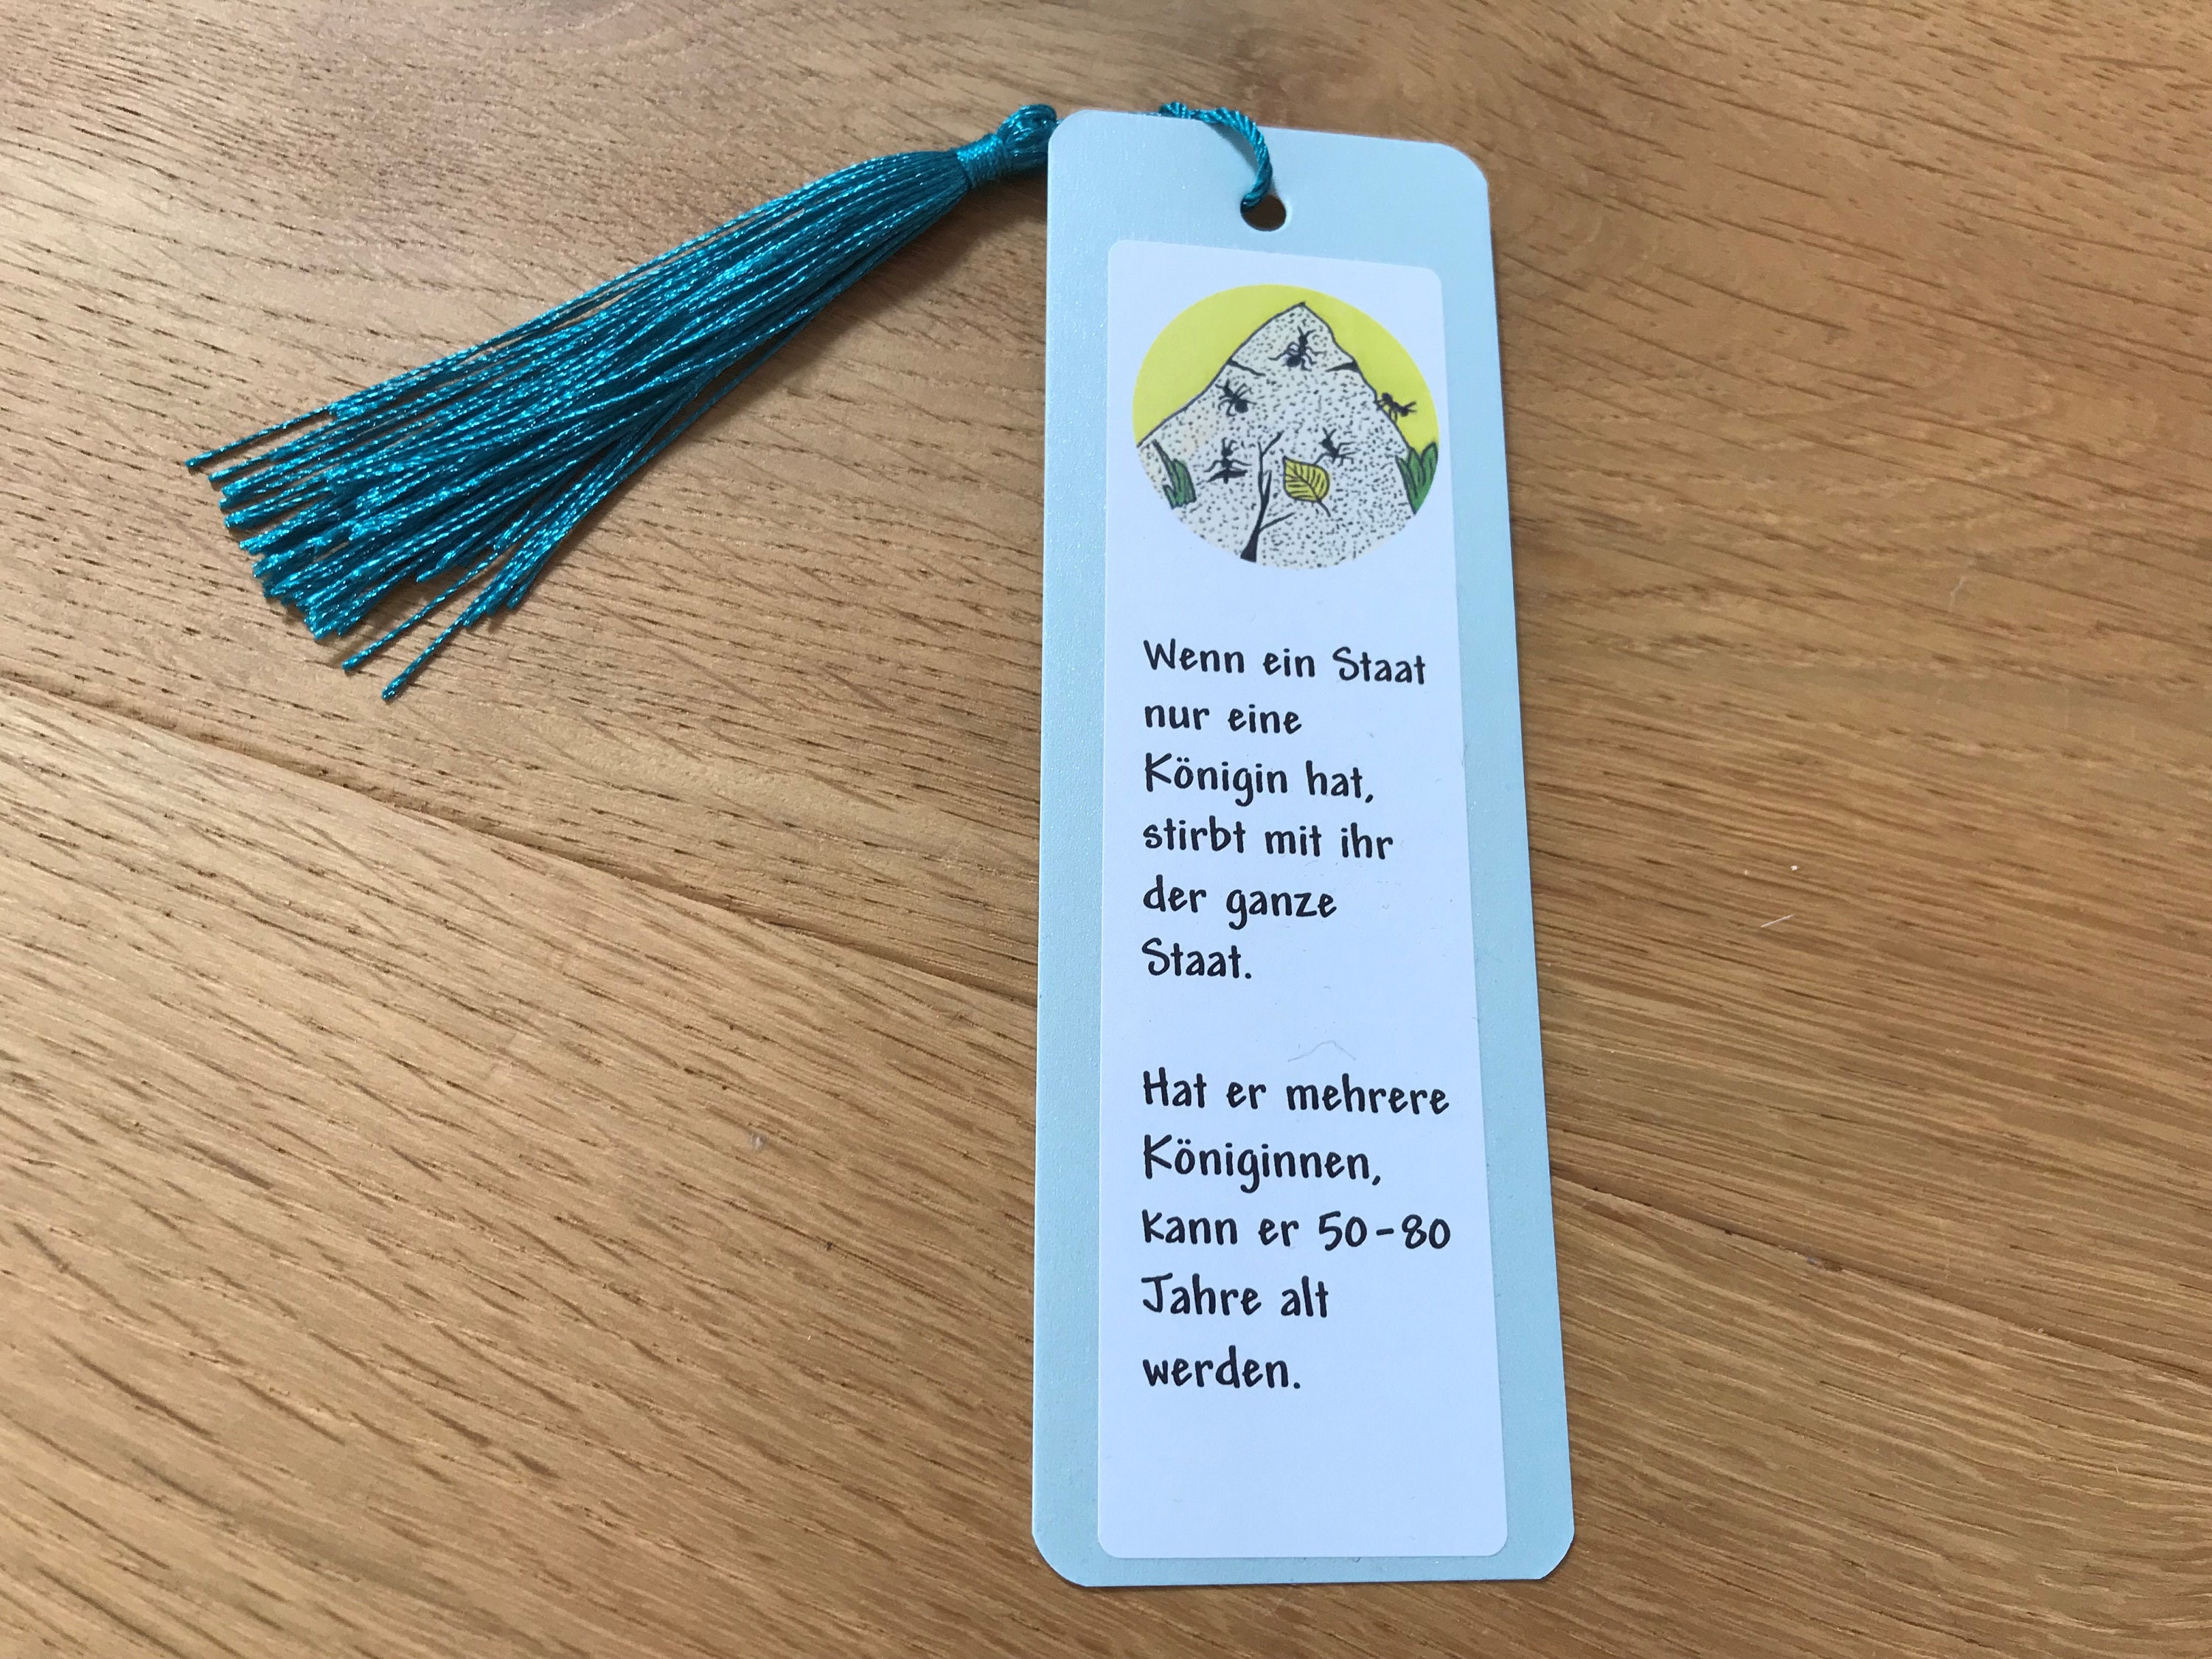 Wenn ein Staat
nur eine
Königin hat,
stirbt mit ihr
der ganze
Staat.
Hat er mehrere
Königinnen,
kann er 50-80
Jahre alt
werden.